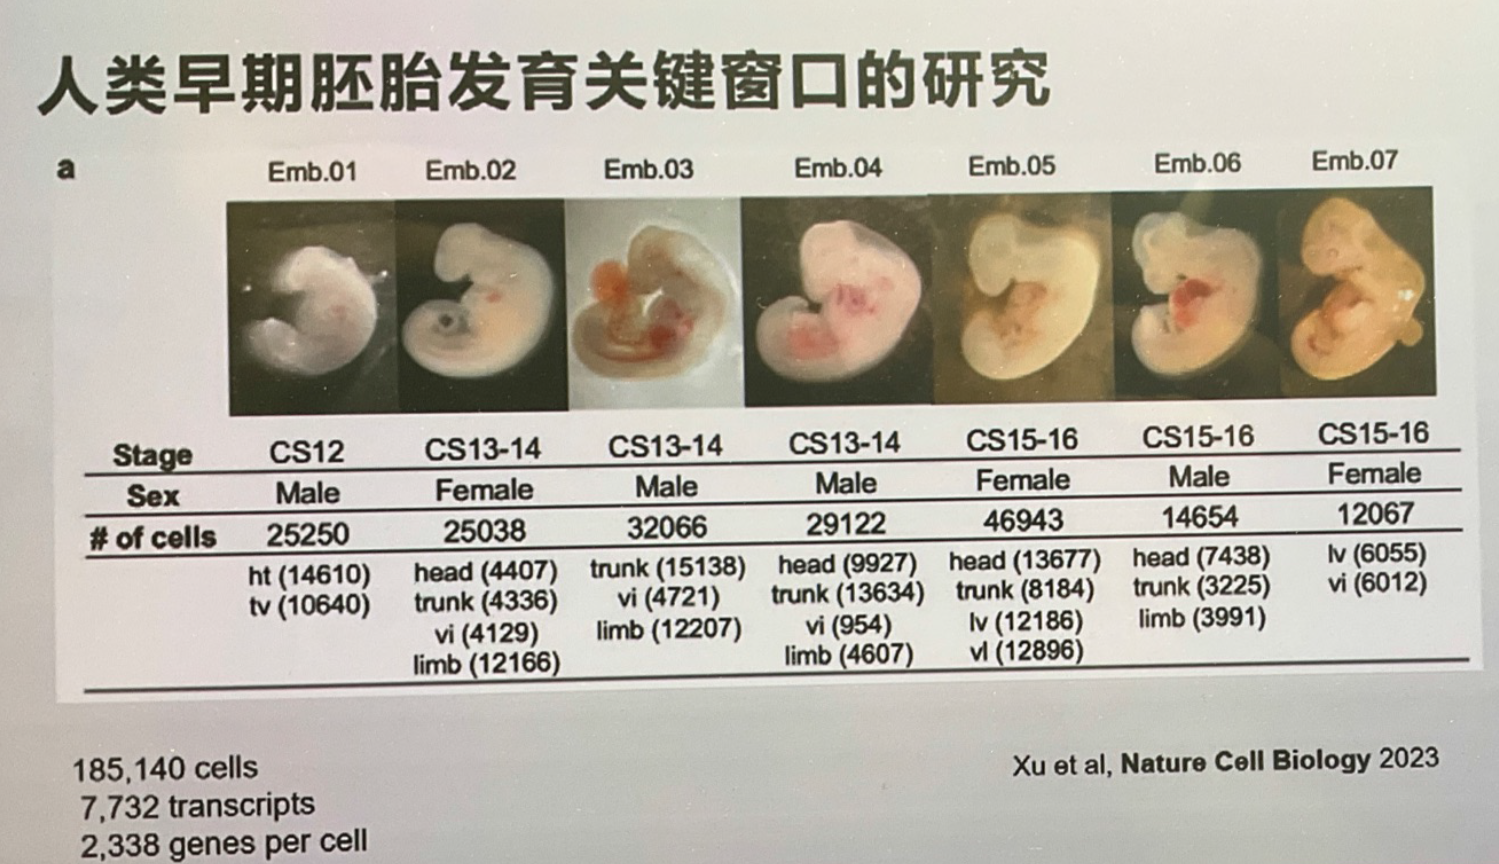 人类早期胚胎发育关键窗口的研究
a
Emb.01 Emb.02 Emb.03 Emb.04 Emb.05 Emb.06 Emb.07
Stage CS12 CS13-14 CS13-14 CS13-14 CS15-16 CS15-16 CS15-16
Sex Male Female Male Male Female Male Female
# of cells 25250 25038 32066 29122 46943 14654 12067
ht (14610) head (4407) trunk (15138) head (9927) head (13677) head (7438) lv (6055)
tv (10640) trunk (4336) vi (4721) trunk (13634) trunk (8184) trunk (3225) vi (6012)
vi (4129) limb (12207) vi (954) lv (12186) limb (3991)
limb (12166) limb (4607) vl (12896)
185,140 cells
7,732 transcripts
2,338 genes per cell
Xu et al, Nature Cell Biology 2023